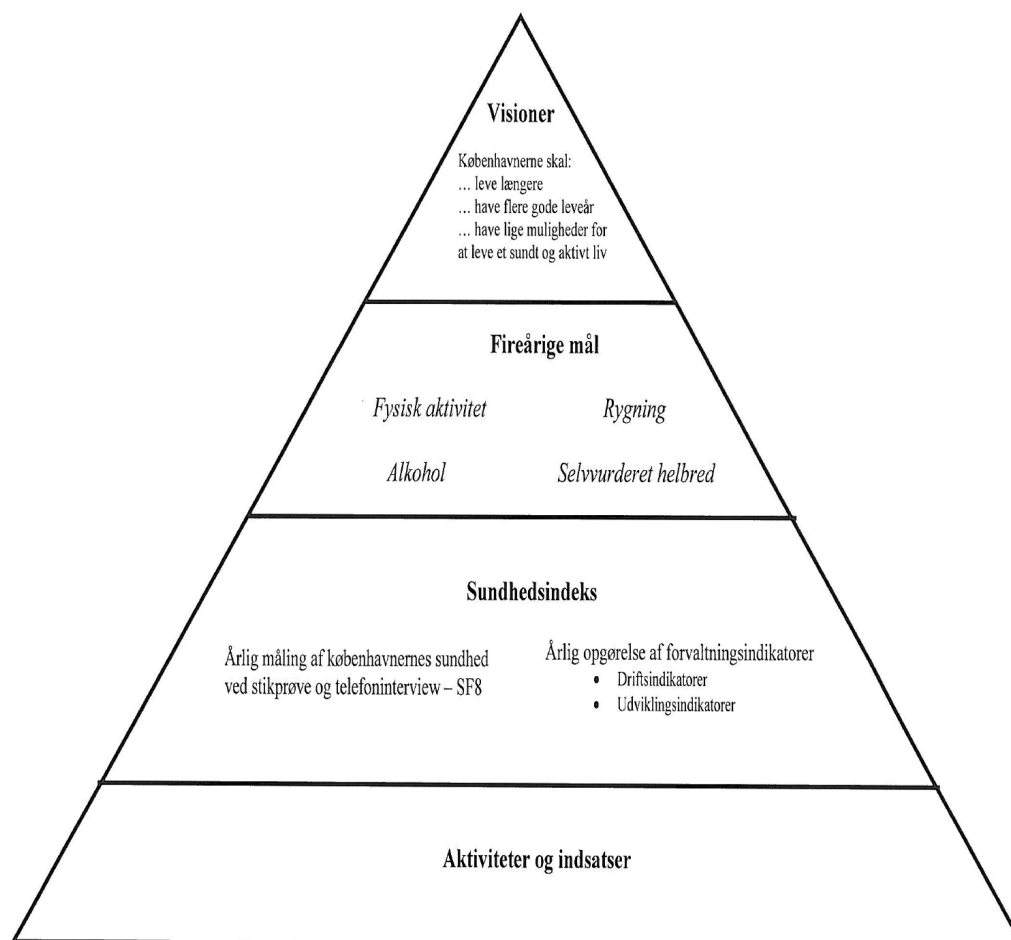 Visioner
Københavnerne skal:
… leve længere
… have flere gode leveår
… have lige muligheder for
at leve et sundt og aktivt liv
Fireårige mål
Fysisk aktivitet
Rygning
Alkohol
Selvvurderet helbred
Sundhedsindeks
Årlig måling af københavnernes sundhed
ved stikprøve og telefoninterview – SF8
Årlig opgørelse af forvaltningsindikatorer
• Driftsindikatorer
• Udviklingsindikatorer
Aktiviteter og indsatser